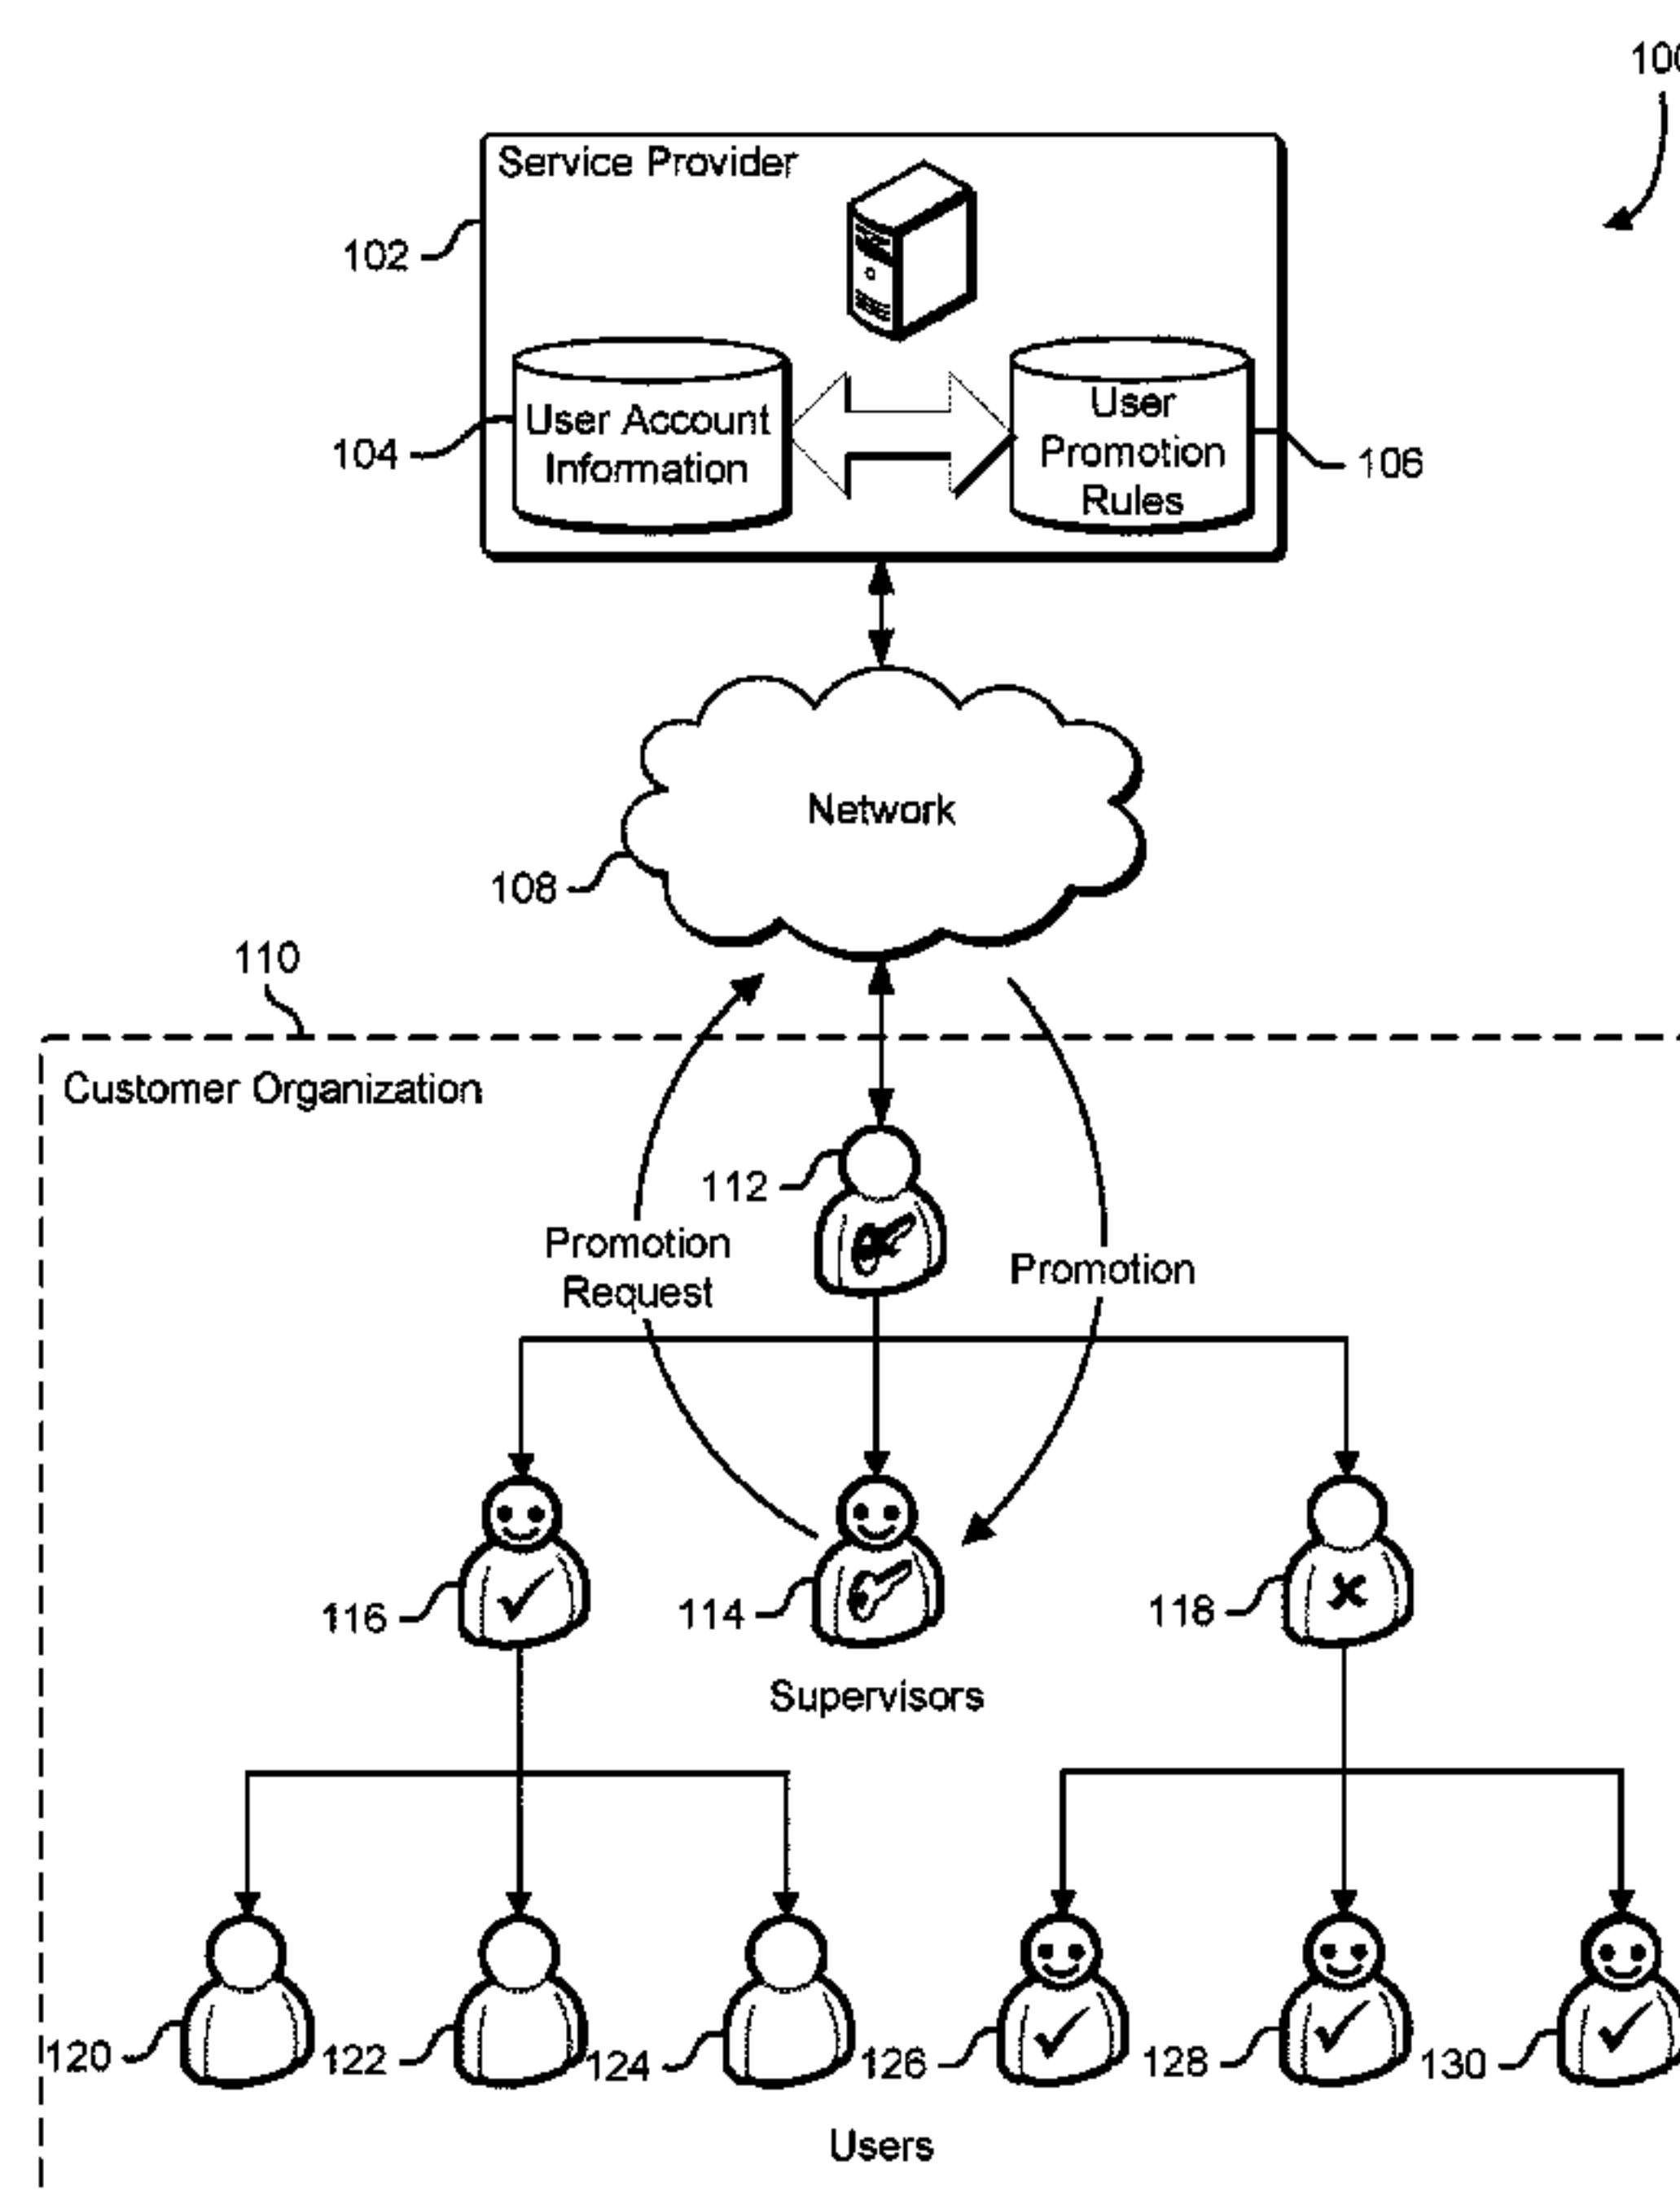 100
Service Provider
102
104
User Account
Information
User
Promotion
Rules
106
Network
108
110
Customer Organization
112
Promotion
Request
Promotion
116
114
118
Supervisors
120
122
124
126
128
130
Users